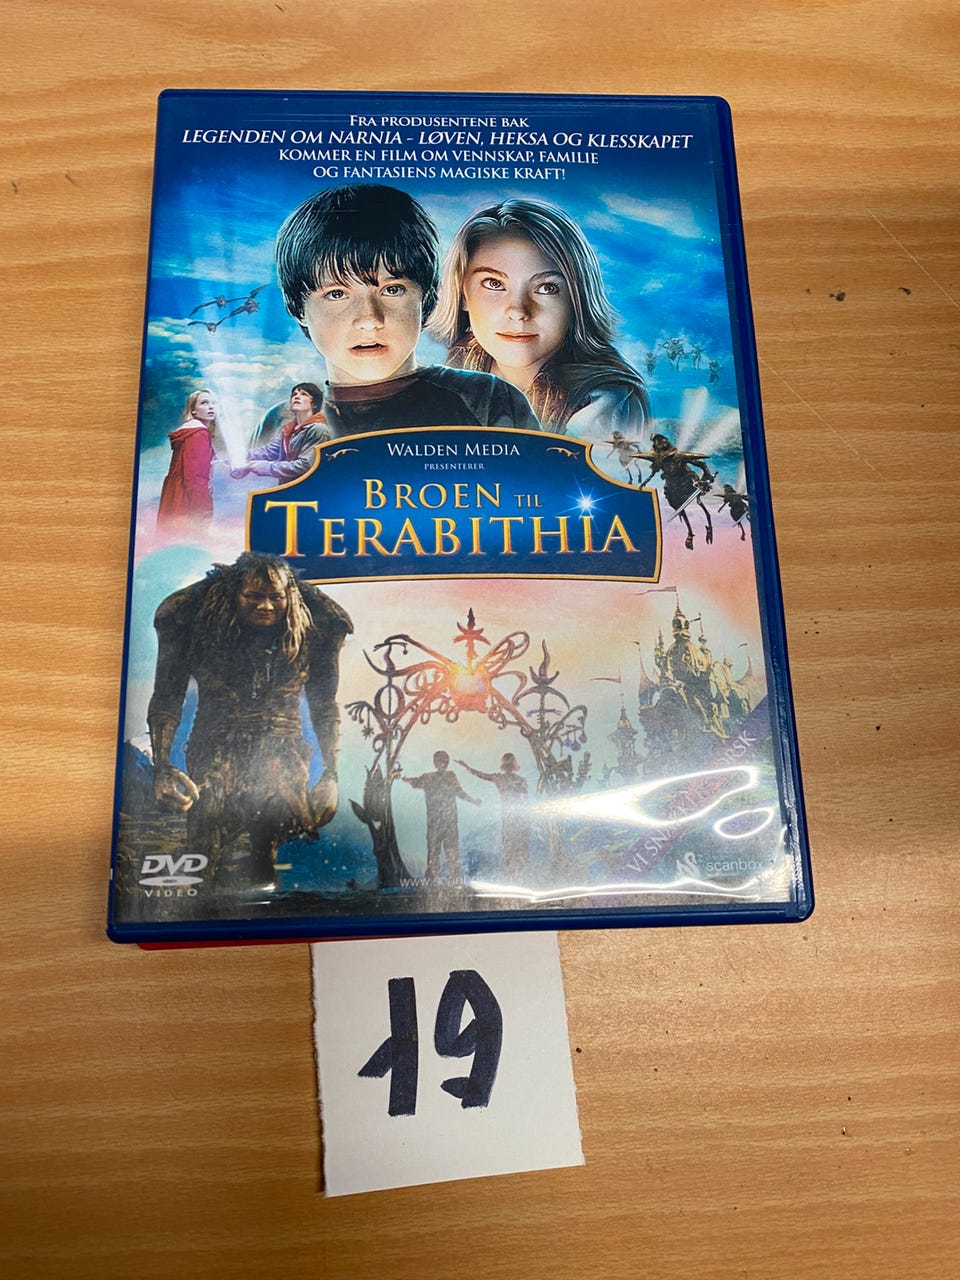 FRA PRODUSENTENE BAK
LEGENDEN OM NARNIA - LØVEN, HEKSA OG KLESSKAPET
KOMMER EN FILM OM VENNSKAP, FAMILIE
OG FANTASIENS MAGISKE KRAFT!
WALDEN MEDIA
PRESENTERER
BROEN TIL
TERABITHIA
VI
DVD
VIDEO
scanbox
19